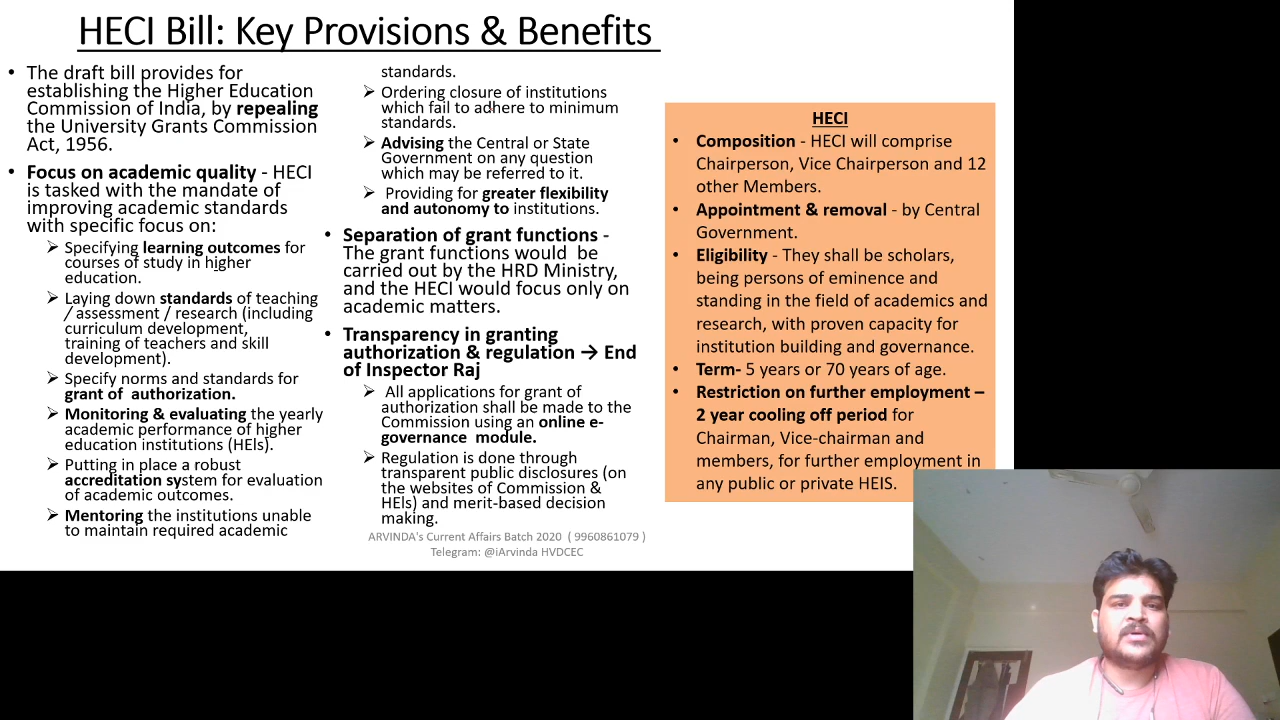 HECI Bill: Key Provisions & Benefits
• The draft bill provides for
establishing the Higher Education
Commission of India, by repealing
the University Grants Commission
Act, 1956.
• Focus on academic quality - HECI
is tasked with the mandate of
improving academic standards
with specific focus on:
➢ Specifying learning outcomes for
courses of study in higher
education.
➢ Laying down standards of teaching
/ assessment / research (including
curriculum development,
training of teachers and skill
development).
➢ Specify norms and standards for
grant of authorization.
➢ Monitoring & evaluating the yearly
academic performance of higher
education institutions (HEIs).
➢ Putting in place a robust
accreditation system for evaluation
of academic outcomes.
➢ Mentoring the institutions unable
to maintain required academic
standards.
➢ Ordering closure of institutions
which fail to adhere to minimum
standards.
➢ Advising the Central or State
Government on any question
which may be referred to it.
➢ Providing for greater flexibility
and autonomy to institutions.
• Separation of grant functions -
The grant functions would be
carried out by the HRD Ministry,
and the HECI would focus only on
academic matters.
• Transparency in granting
authorization & regulation → End
of Inspector Raj
➢ All applications for grant of
authorization shall be made to the
Commission using an online e-
governance module.
➢ Regulation is done through
transparent public disclosures (on
the websites of Commission &
HEIs) and merit-based decision
making.
ARVINDA's Current Affairs Batch 2020 ( 9960861079 )
Telegram: @iArvinda HVDCEC
HECI
• Composition - HECI will comprise
Chairperson, Vice Chairperson and 12
other Members.
• Appointment & removal - by Central
Government.
• Eligibility - They shall be scholars,
being persons of eminence and
standing in the field of academics and
research, with proven capacity for
institution building and governance.
• Term- 5 years or 70 years of age.
• Restriction on further employment –
2 year cooling off period for
Chairman, Vice-chairman and
members, for further employment in
any public or private HEIS.